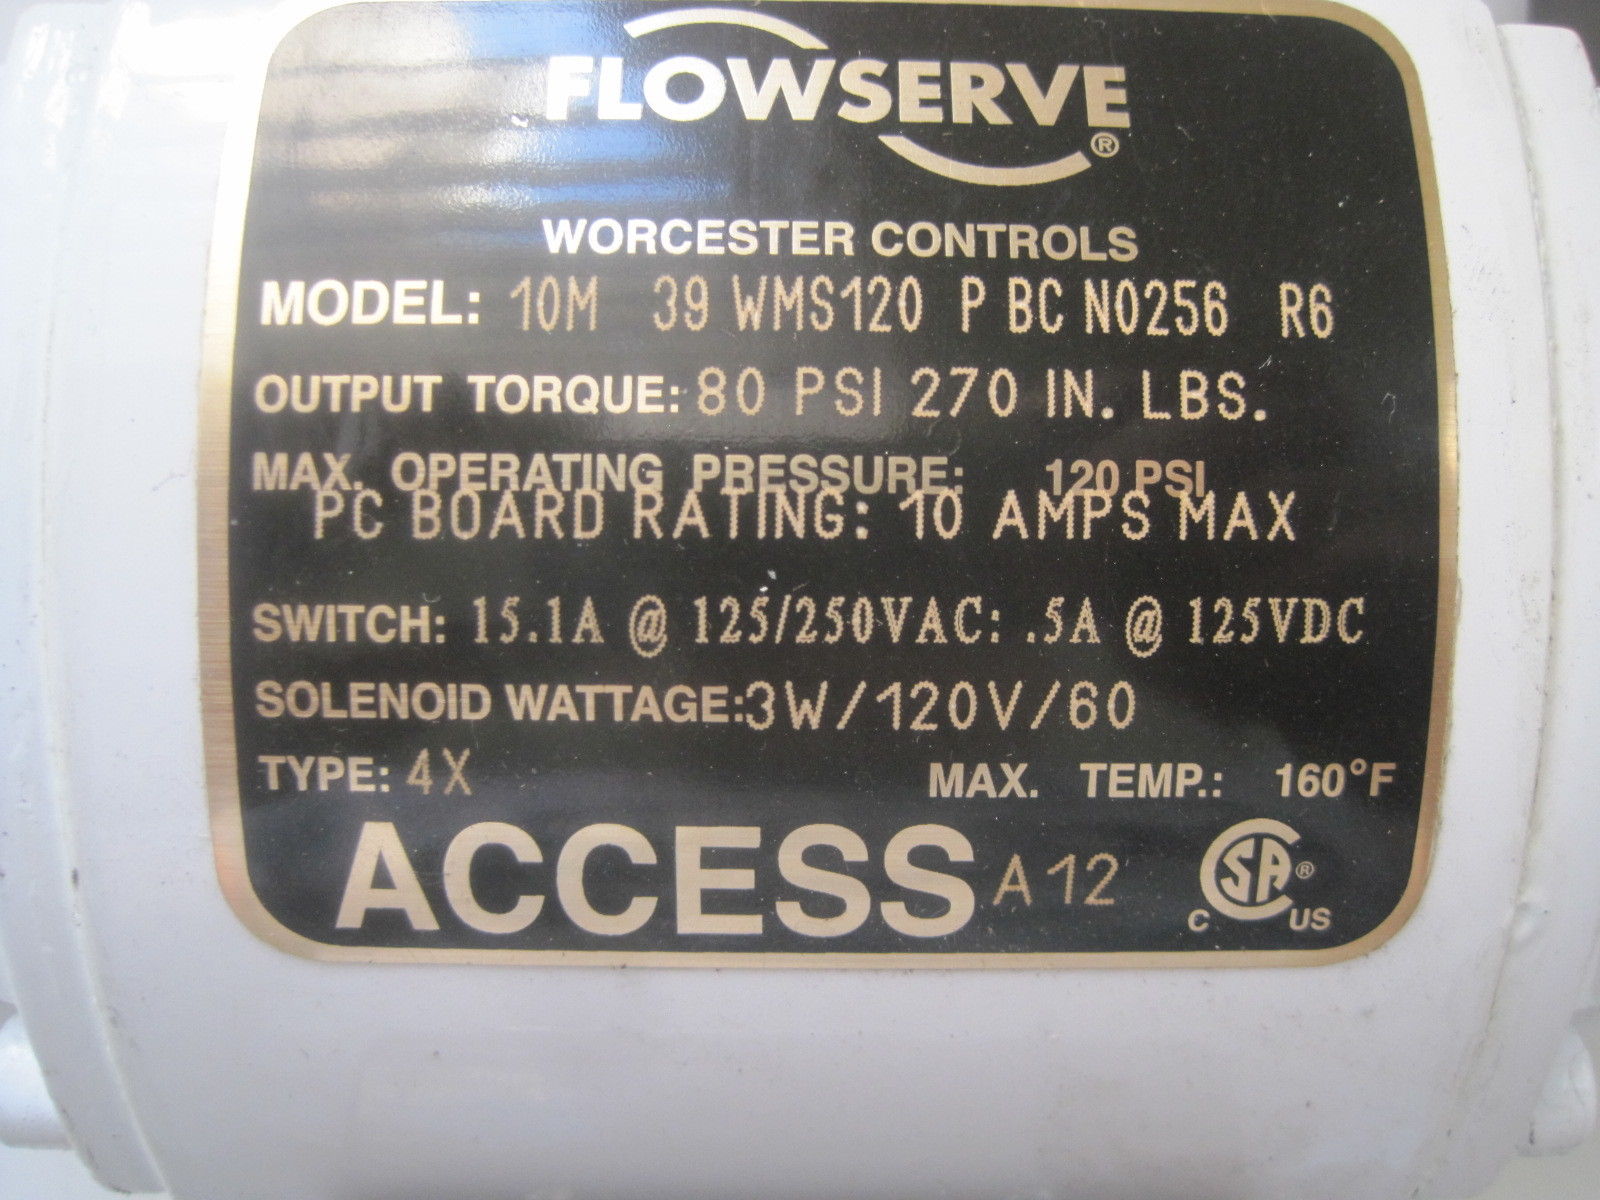 FLOWSERVE®
WORCESTER CONTROLS
MODEL: 10M 39 WMS120 P BC N0256 R6
OUTPUT TORQUE: 80 PSI 270 IN. LBS.
MAX. OPERATING PRESSURE: 120 PSI
PC BOARD RATING: 10 AMPS MAX
SWITCH: 15.1A @ 125/250VAC: .5A @ 125VDC
SOLENOID WATTAGE:3W/120V/60
TYPE: 4X MAX. TEMP.: 160°F
ACCESS A12 C CSA® US